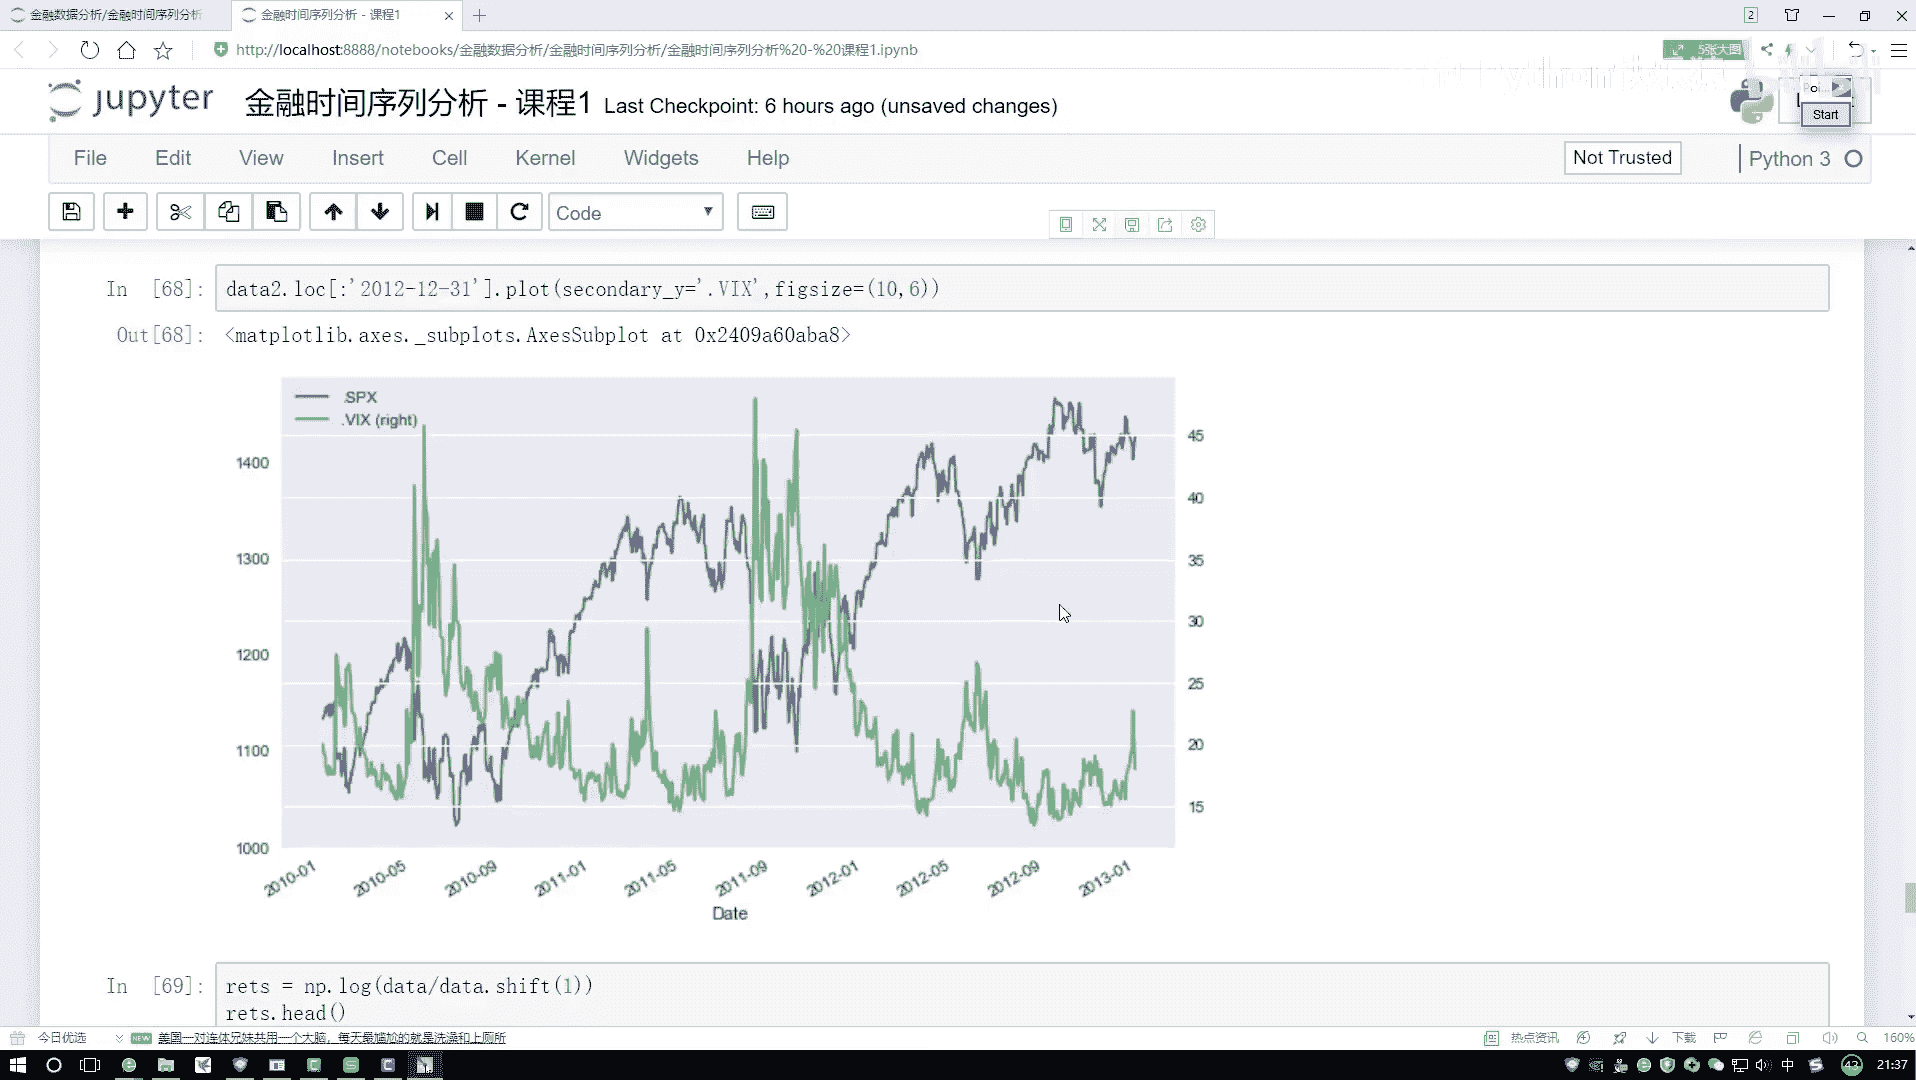 金融数据分析/金融时间序列分析
金融时间序列分析 - 课程1
2
http://localhost:8888/notebooks/金融数据分析/金融时间序列分析/金融时间序列分析%20-%20课程1.ipynb
5张大图
jupyter
金融时间序列分析 - 课程1 Last Checkpoint: 6 hours ago (unsaved changes)
Start
File Edit View Insert Cell Kernel Widgets Help
Not Trusted
Python 3
Code
In [68]: data2.loc[:'2012-12-31'].plot(secondary_y='.VIX',figsize=(10,6))
Out[68]: <matplotlib.axes._subplots.AxesSubplot at 0x2409a60aba8>
.SPX
.VIX (right)
1400
1300
1200
1100
1000
45
40
35
30
25
20
15
2010-01 2010-05 2010-09 2011-01 2011-05 2011-09 2012-01 2012-05 2012-09 2013-01
Date
In [69]: rets = np.log(data/data.shift(1))
rets.head()
今日优选
NEW
美国一对连体兄妹共用一个大脑，每天最尴尬的就是洗澡和上厕所
热点资讯
下载
160%
中
43
21:37